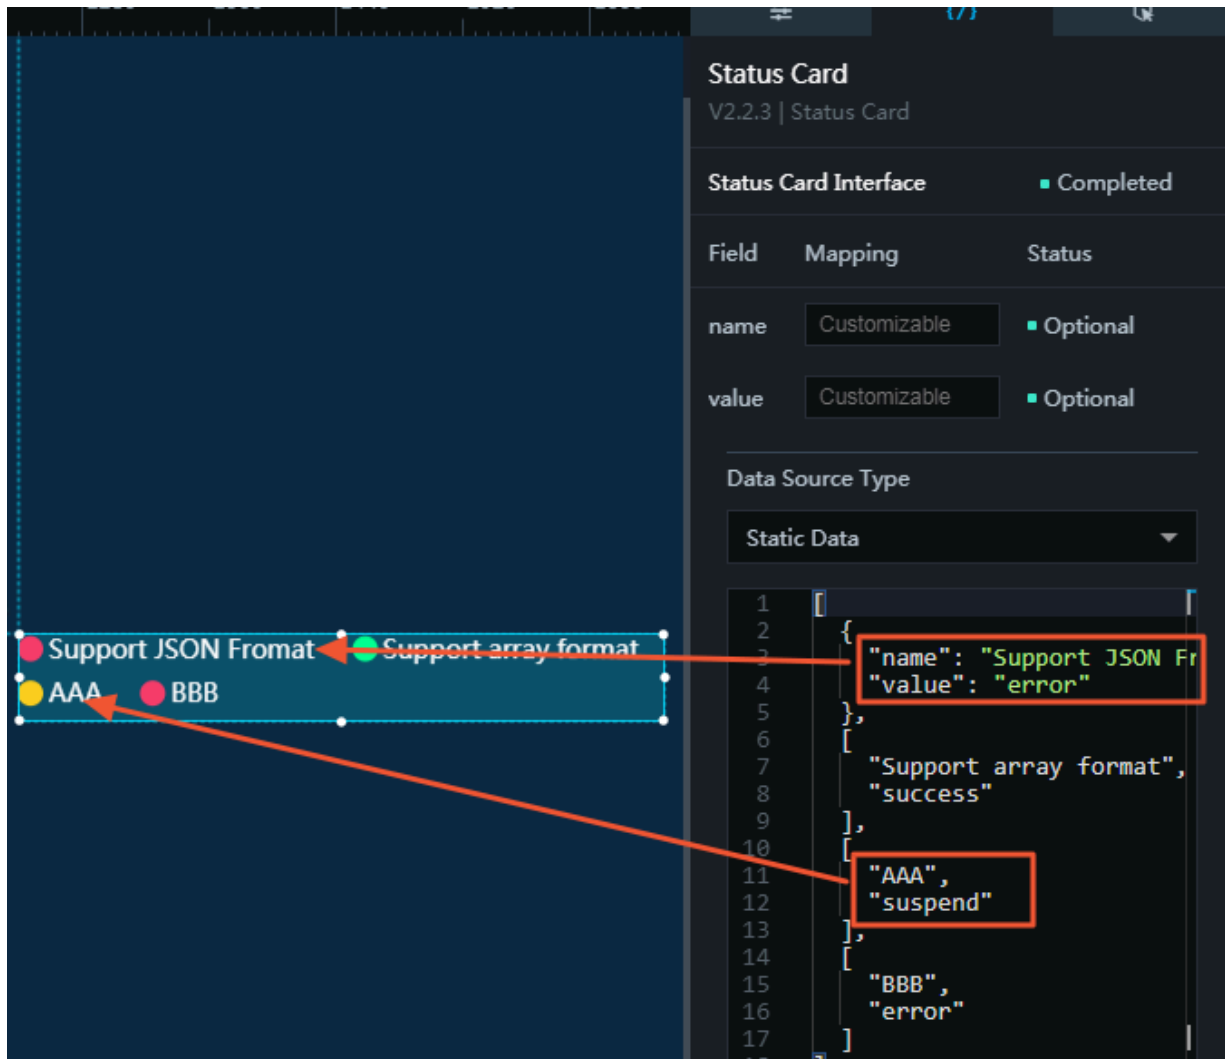 {/}
Status Card
V2.2.3 | Status Card
Status Card Interface
Completed
Field Mapping Status
name Customizable Optional
value Customizable Optional
Data Source Type
Static Data
Support JSON Fromat Support array format
AAA BBB
1 [
2 {
3 "name": "Support JSON Fr
4 "value": "error"
5 },
6 [
7 "Support array format",
8 "success"
9 ],
10 [
11 "AAA",
12 "suspend"
13 ],
14 [
15 "BBB",
16 "error"
17 ]